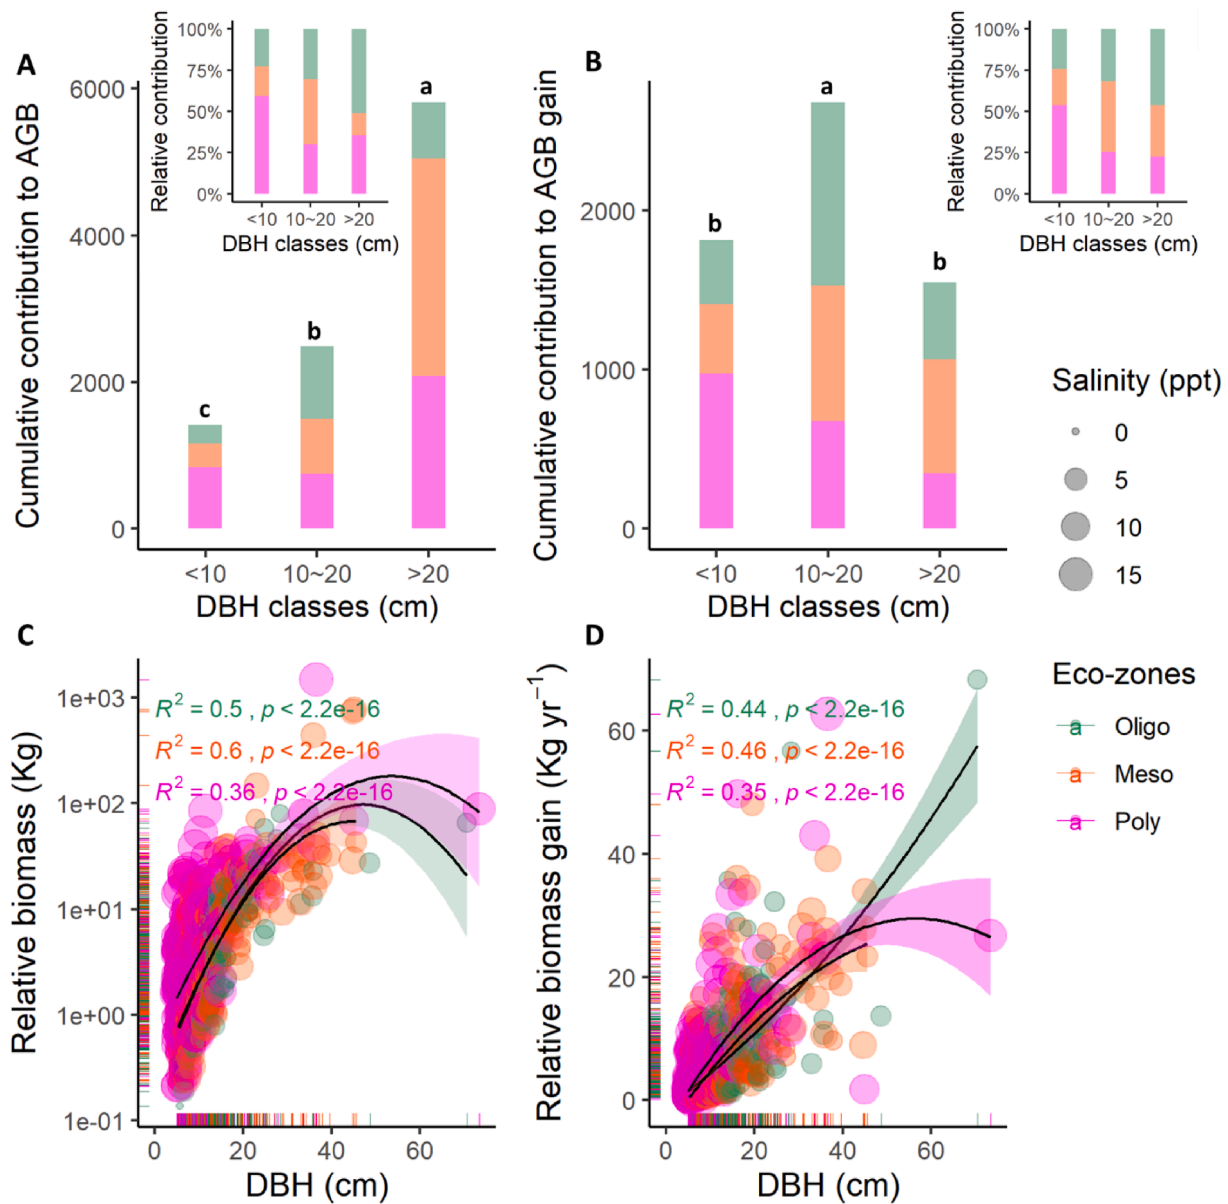 A
Cumulative contribution to AGB
6000
4000
2000
0
c
b
a
<10
10~20
>20
DBH classes (cm)
Relative contribution
100%
75%
50%
25%
0%
<10
10~20
>20
DBH classes (cm)
B
Cumulative contribution to AGB gain
2000
1000
0
b
a
b
<10
10~20
>20
DBH classes (cm)
Relative contribution
100%
75%
50%
25%
0%
<10
10~20
>20
DBH classes (cm)
Salinity (ppt)
0
5
10
15
C
Relative biomass (Kg)
1e+03
1e+02
1e+01
1e+00
1e-01
R² = 0.5 , p < 2.2e-16
R² = 0.6 , p < 2.2e-16
R² = 0.36 , p < 2.2e-16
0
20
40
60
DBH (cm)
D
Relative biomass gain (Kg yr⁻¹)
60
40
20
0
R² = 0.44 , p < 2.2e-16
R² = 0.46 , p < 2.2e-16
R² = 0.35 , p < 2.2e-16
0
20
40
60
DBH (cm)
Eco-zones
a Oligo
a Meso
a Poly